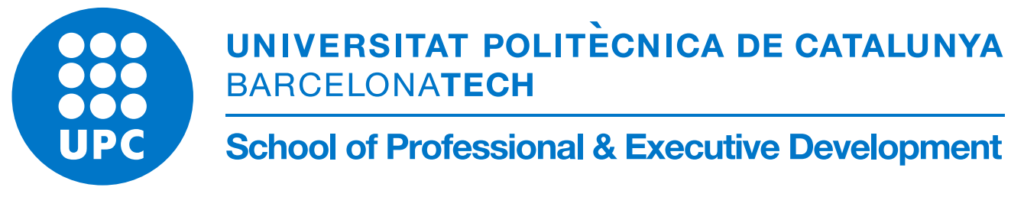 UPC
UNIVERSITAT POLITÈCNICA DE CATALUNYA
BARCELONATECH
School of Professional & Executive Development